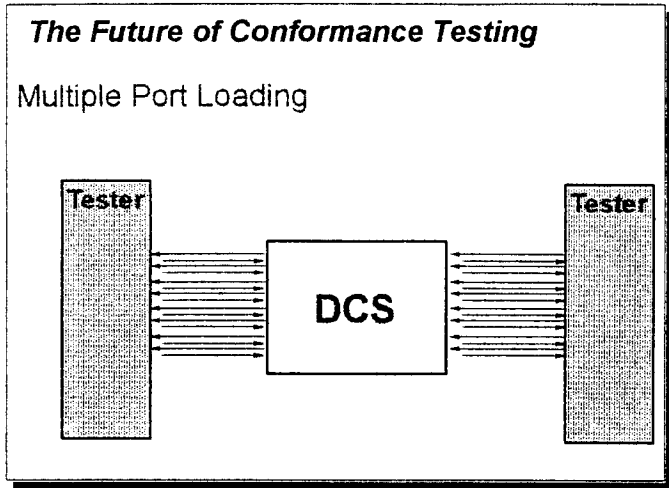 The Future of Conformance Testing
Multiple Port Loading
Tester
Tester
DCS